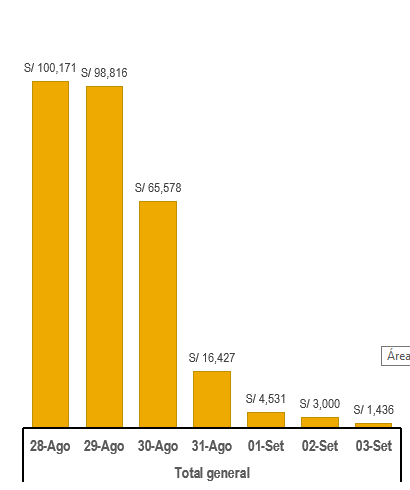 S/ 100,171
S/ 98,816
S/ 65,578
S/ 16,427
S/ 4,531
S/ 3,000
S/ 1,436
Área
28-Ago 29-Ago 30-Ago 31-Ago 01-Set 02-Set 03-Set
Total general